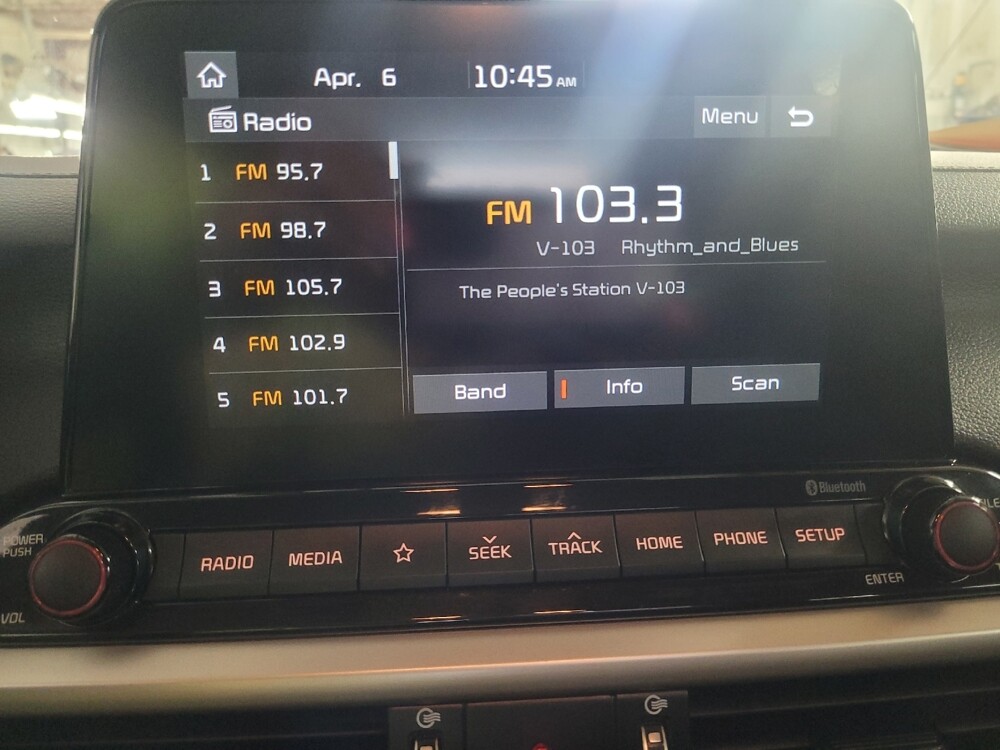 Apr. 6 10:45 AM
Radio Menu
1 FM 95.7
2 FM 98.7
3 FM 105.7
4 FM 102.9
5 FM 101.7
FM 103.3
V-103 Rhythm_and_Blues
The People's Station V-103
Band Info Scan
Bluetooth
POWER
PUSH
RADIO MEDIA SEEK TRACK HOME PHONE SETUP
VOL
ENTER